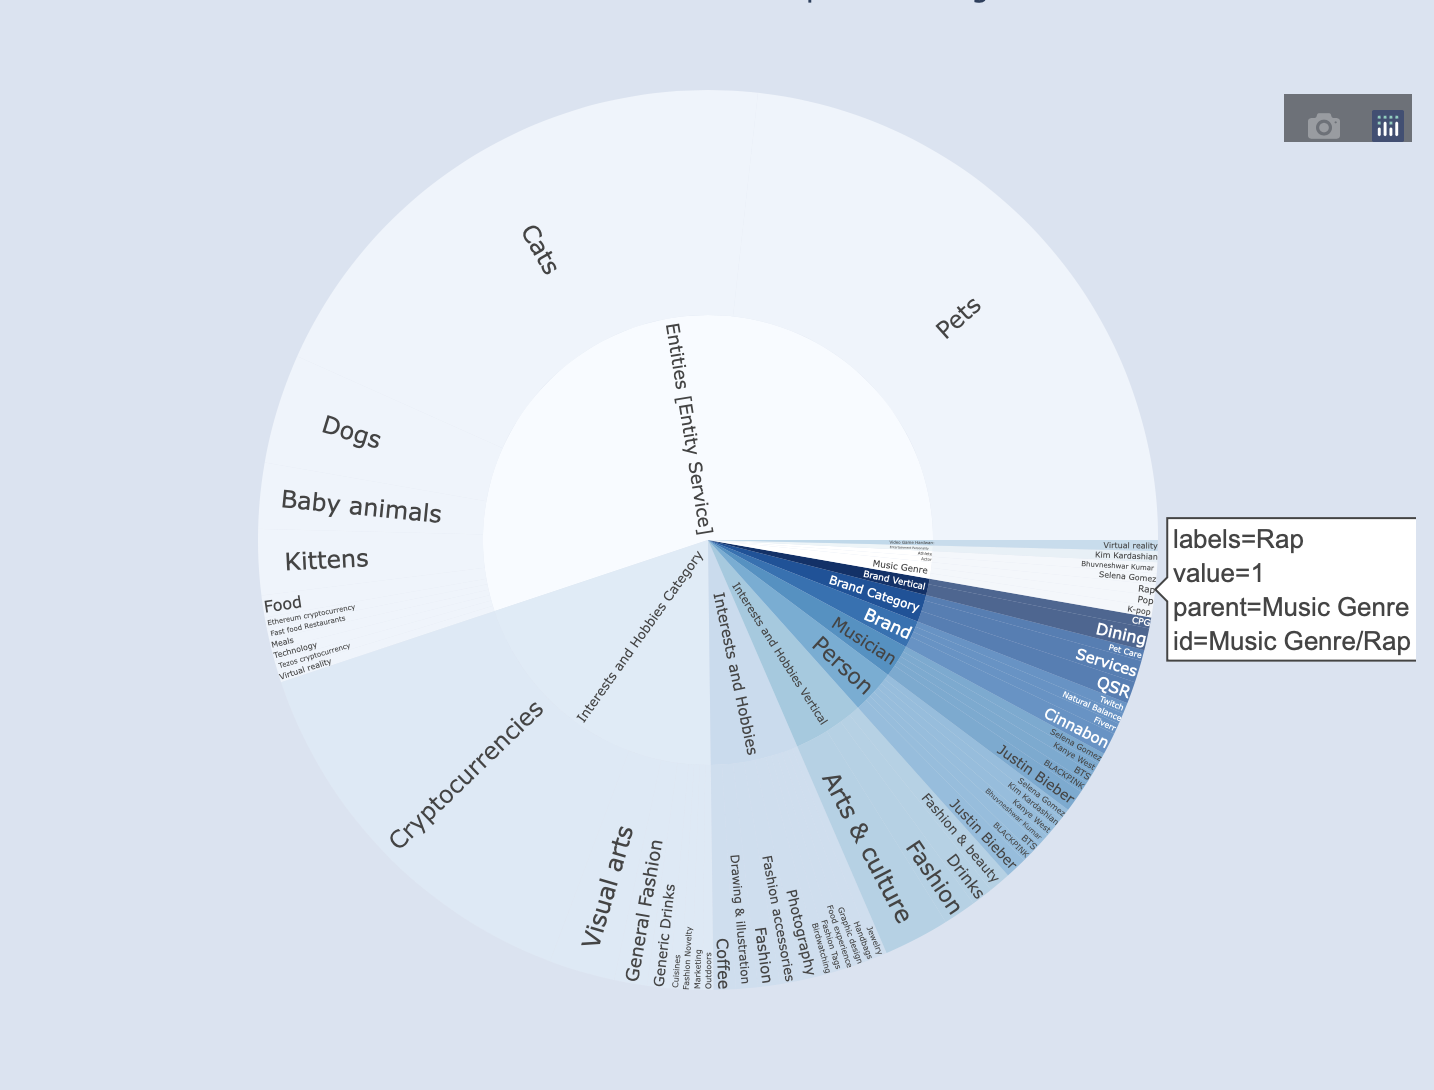 Entities [Entity Service]
Pets
Cats
Dogs
Baby animals
Kittens
Food
Ethereum cryptocurrency
Fast food Restaurants
Meals
Technology
Tezos cryptocurrency
Virtual reality
Interests and Hobbies Category
Cryptocurrencies
Visual arts
General Fashion
Generic Drinks
Cuisines
Fashion Novelty
Marketing
Outdoors
Interests and Hobbies
Coffee
Drawing & illustration
Fashion
Fashion accessories
Photography
Birdwatching
Fashion Tags
Food experience
Graphic design
Handbags
Jewelry
Interests and Hobbies Vertical
Arts & culture
Fashion
Drinks
Fashion & beauty
Person
Justin Bieber
BLACKPINK
BTS
Bhuvneshwar Kumar
Kanye West
Kim Kardashian
Selena Gomez
Musician
Justin Bieber
BLACKPINK
BTS
Kanye West
Selena Gomez
Brand
Cinnabon
Fiverr
Natural Balance
Twitch
Brand Category
QSR
Services
Pet Care
Dining
Brand Vertical
CPG
Music Genre
K-pop
Pop
Rap
Actor
Selena Gomez
Athlete
Bhuvneshwar Kumar
Kim Kardashian
Video Game Hardware
Virtual reality
labels=Rap
value=1
parent=Music Genre
id=Music Genre/Rap